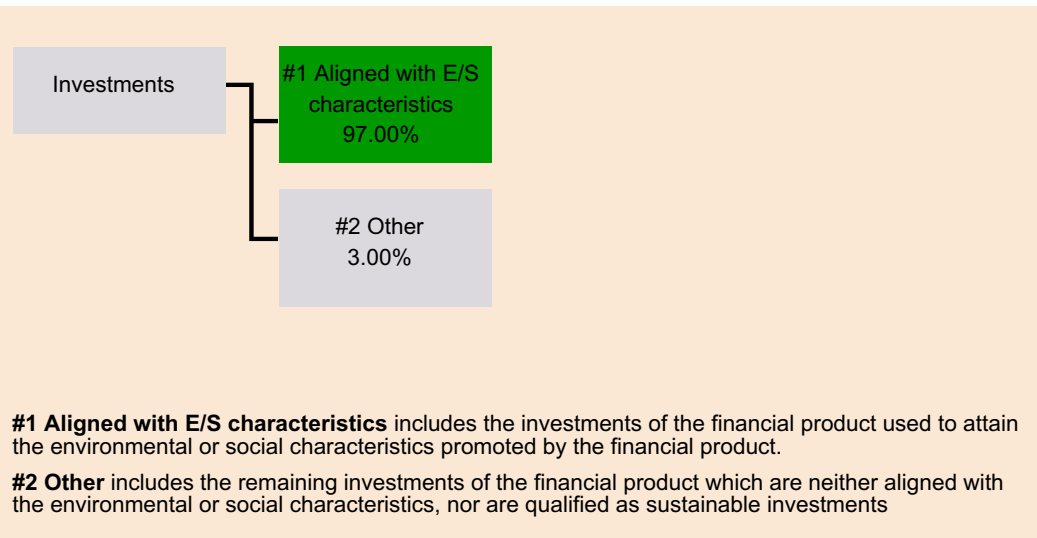 Investments
#1 Aligned with E/S
characteristics
97.00%
#2 Other
3.00%
#1 Aligned with E/S characteristics includes the investments of the financial product used to attain
the environmental or social characteristics promoted by the financial product.
#2 Other includes the remaining investments of the financial product which are neither aligned with
the environmental or social characteristics, nor are qualified as sustainable investments